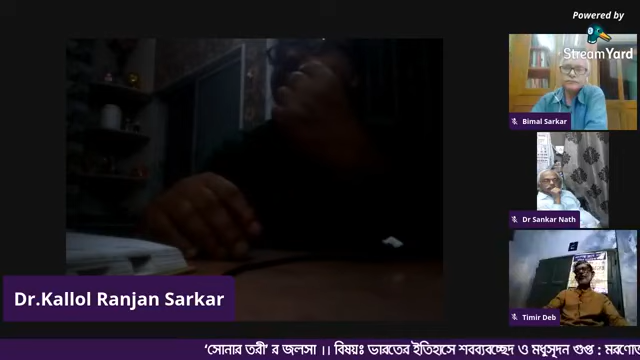 Powered by
StreamYard
Bimal Sarkar
Dr Sankar Nath
Timir Deb
Dr.Kallol Ranjan Sarkar
'সোনার তরী' র জলসা ।। বিষয়ঃ ভারতের ইতিহাসে শবব্যবচ্ছেদ ও মধুসূদন গুপ্ত : মরণোত